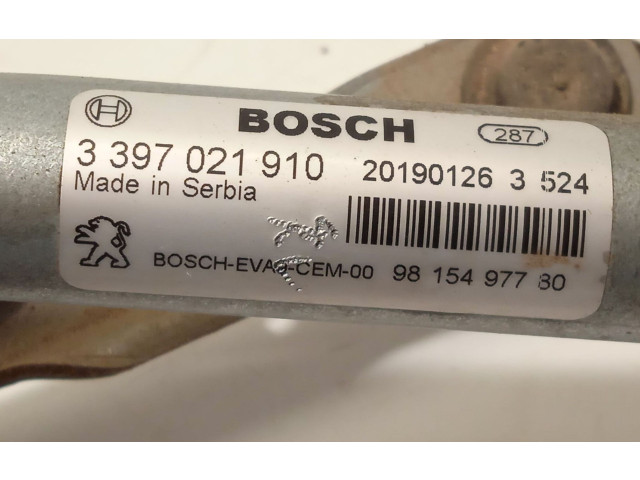 BOSCH
287
3 397 021 910
20190126 3 524
Made in Serbia
BOSCH-EVA9-CEM-00
98 154 977 80